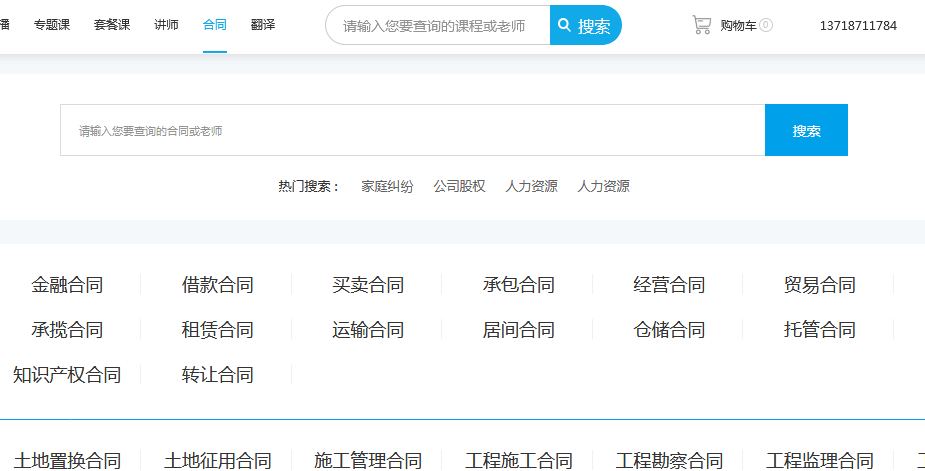 播 专题课 套餐课 讲师 合同 翻译 请输入您要查询的课程或老师 搜索 购物车 0 13718711784
请输入您要查询的合同或老师 搜索
热门搜索： 家庭纠纷 公司股权 人力资源 人力资源
金融合同 借款合同 买卖合同 承包合同 经营合同 贸易合同
承揽合同 租赁合同 运输合同 居间合同 仓储合同 托管合同
知识产权合同 转让合同
土地置换合同 土地征用合同 施工管理合同 工程施工合同 工程勘察合同 工程监理合同